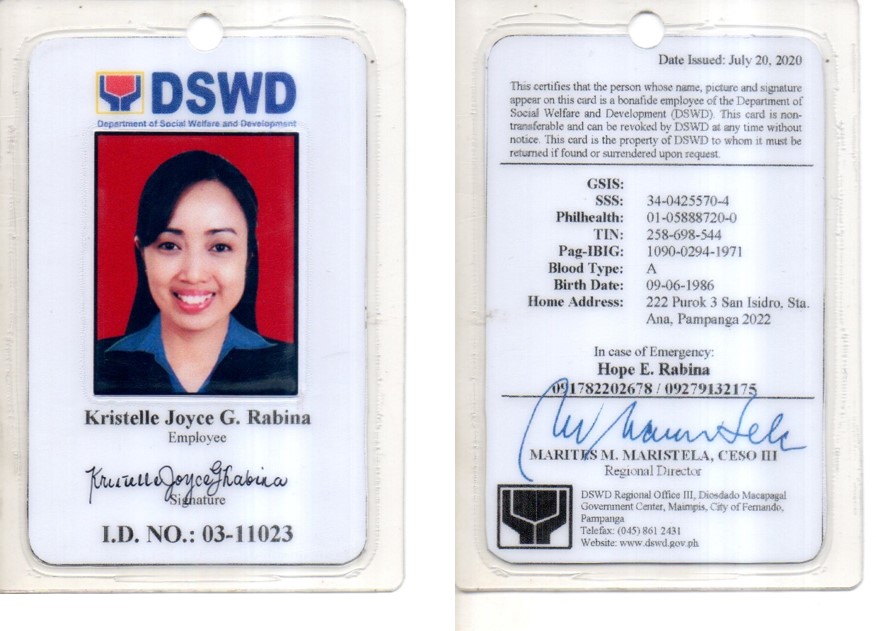 DSWD
Department of Social Welfare and Development
Kristelle Joyce G. Rabina
Employee
Kristelle Joyce G Rabina
Signature
I.D. NO.: 03-11023
Date Issued: July 20, 2020
This certifies that the person whose name, picture and signature
appear on this card is a bonafide employee of the Department of
Social Welfare and Development (DSWD). This card is non-
transferable and can be revoked by DSWD at any time without
notice. This card is the property of DSWD to whom it must be
returned if found or surrendered upon request.
GSIS:
SSS: 34-0425570-4
Philhealth: 01-05888720-0
TIN: 258-698-544
Pag-IBIG: 1090-0294-1971
Blood Type: A
Birth Date: 09-06-1986
Home Address: 222 Purok 3 San Isidro, Sta.
Ana, Pampanga 2022
In case of Emergency:
Hope E. Rabina
091782202678 / 09279132175
MARITES M. MARISTELA, CESO III
Regional Director
DSWD Regional Office III, Diosdado Macapagal
Government Center, Maimpis, City of Fernando,
Pampanga
Telefax: (045) 861 2431
Website: www.dswd.gov.ph